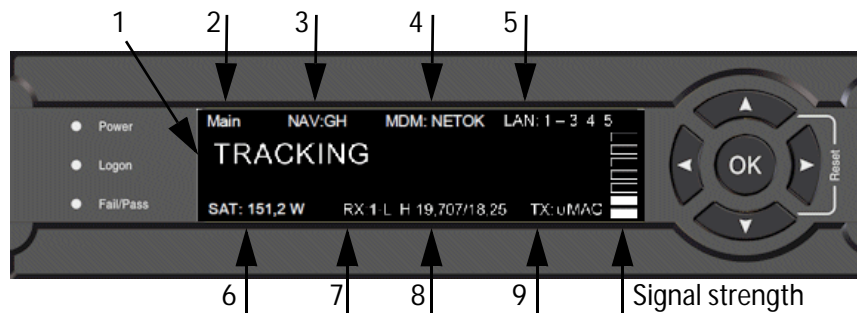 1 2 3 4 5
Main NAV:GH MDM: NETOK LAN: 1 – 3 4 5
Power
TRACKING
Logon
OK
Reset
Fail/Pass
SAT: 151,2 W RX:1-L H 19,707/18,25 TX: uMAC
6 7 8 9 Signal strength